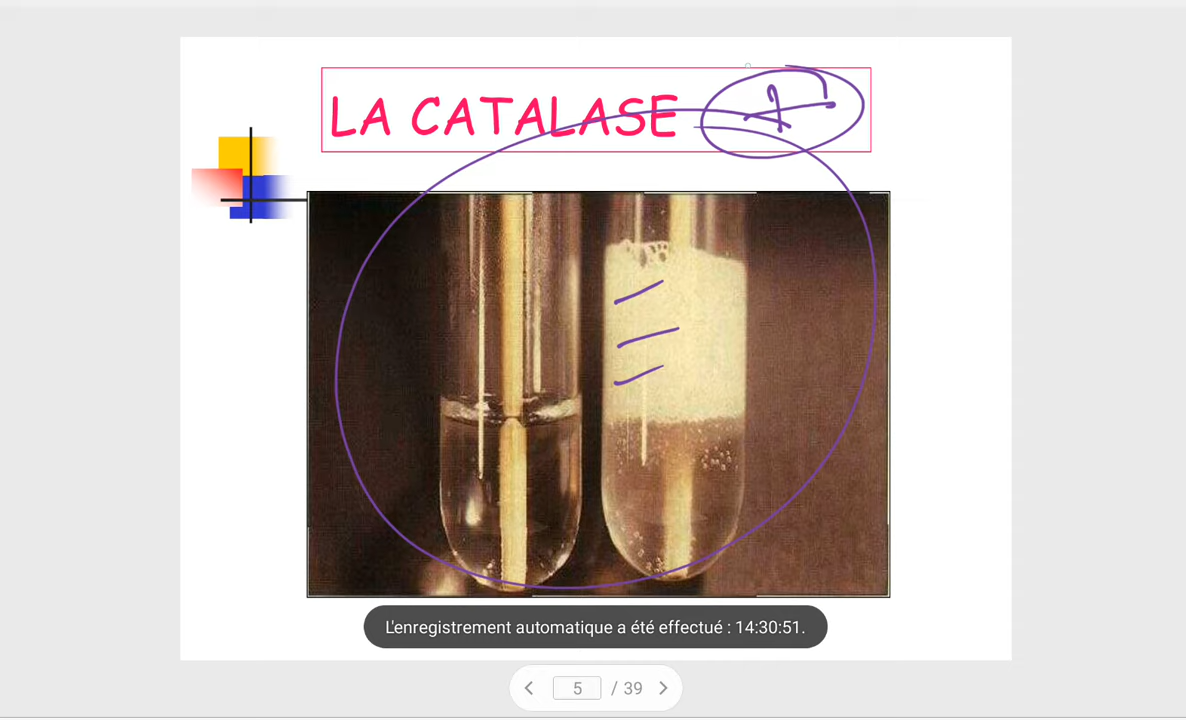 LA CATALASE
L'enregistrement automatique a été effectué : 14:30:51.
5 / 39